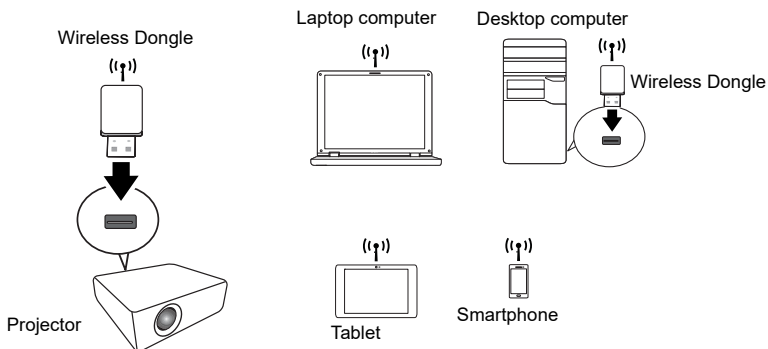 Laptop computer
Desktop computer
Wireless Dongle
Wireless Dongle
Projector
Tablet
Smartphone